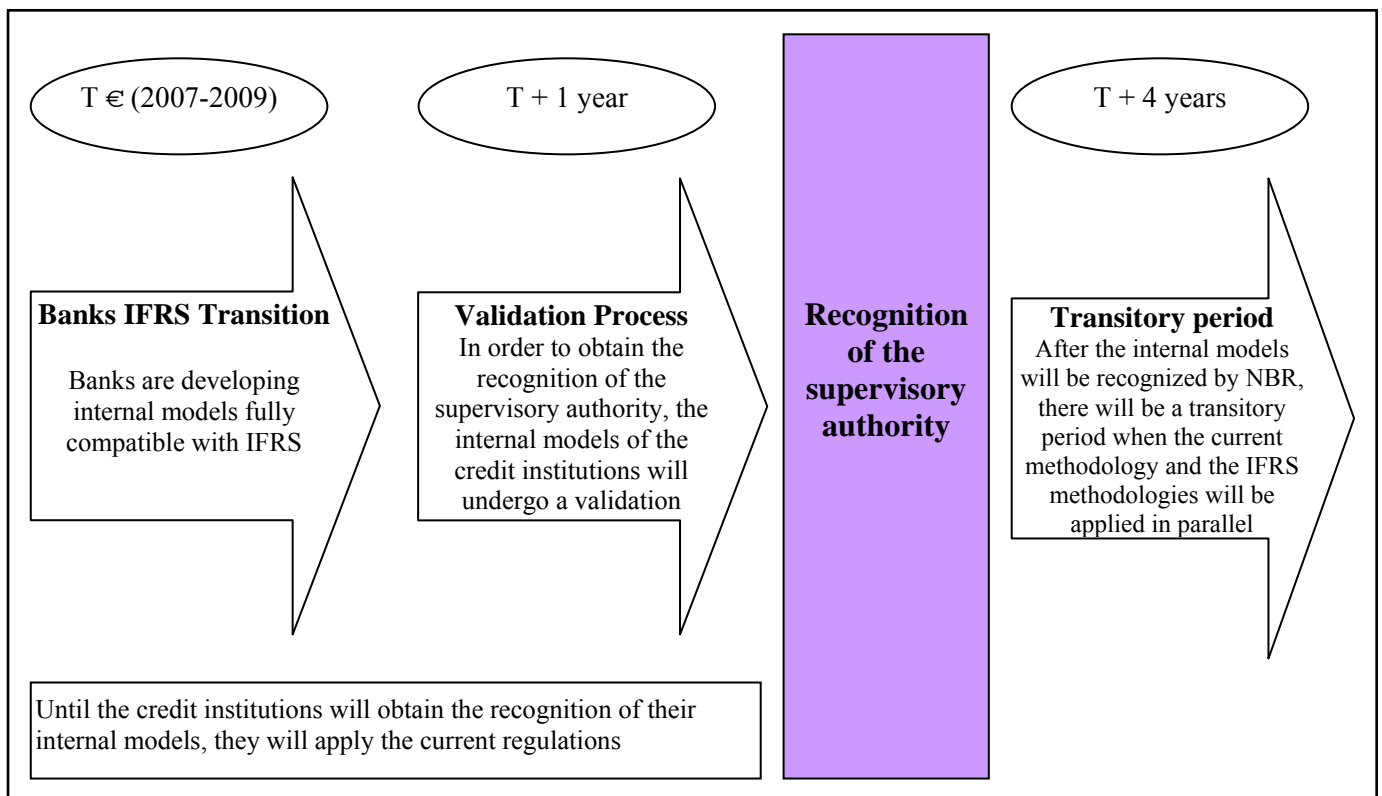 T € (2007-2009)
T + 1 year
T + 4 years
Banks IFRS Transition
Banks are developing
internal models fully
compatible with IFRS
Validation Process
In order to obtain the
recognition of the
supervisory authority, the
internal models of the
credit institutions will
undergo a validation
Recognition
of the
supervisory
authority
Transitory period
After the internal models
will be recognized by NBR,
there will be a transitory
period when the current
methodology and the IFRS
methodologies will be
applied in parallel
Until the credit institutions will obtain the recognition of their
internal models, they will apply the current regulations